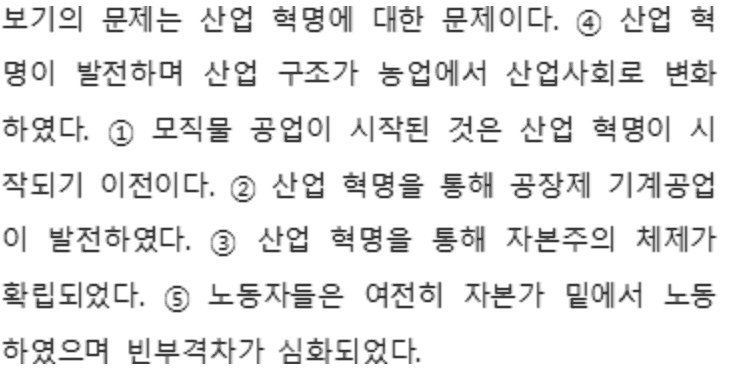 보기의 문제는 산업 혁명에 대한 문제이다. ④ 산업 혁
명이 발전하며 산업 구조가 농업에서 산업사회로 변화
하였다. ① 모직물 공업이 시작된 것은 산업 혁명이 시
작되기 이전이다. ② 산업 혁명을 통해 공장제 기계공업
이 발전하였다. ③ 산업 혁명을 통해 자본주의 체제가
확립되었다. ⑤ 노동자들은 여전히 자본가 밑에서 노동
하였으며 빈부격차가 심화되었다.